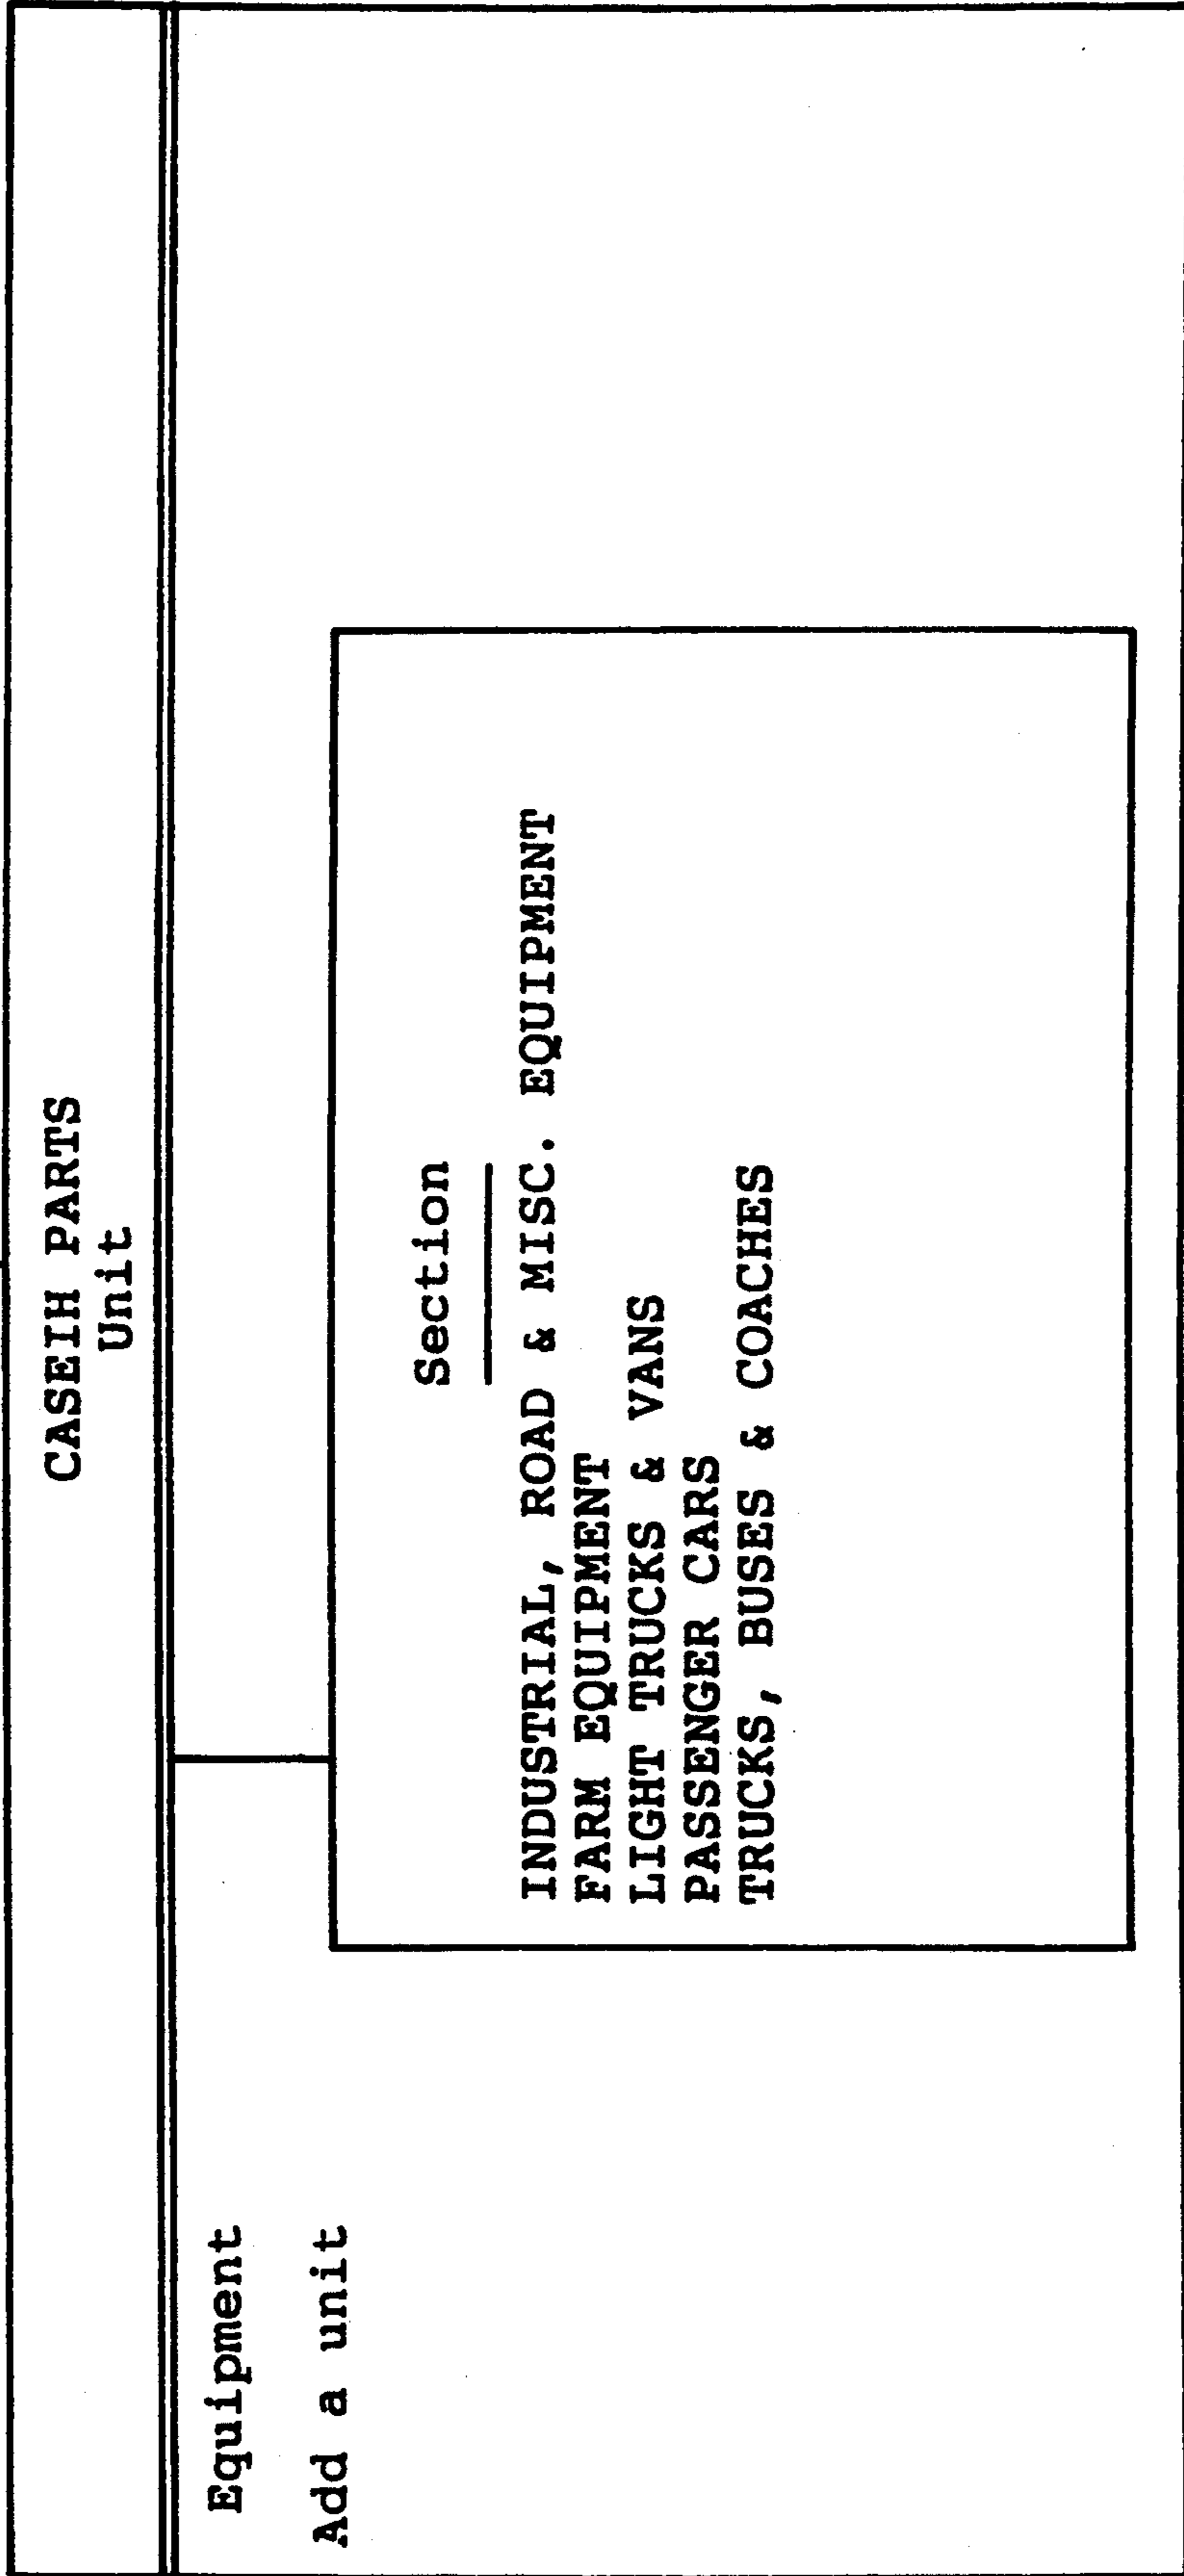 CASEIH PARTS
Unit
Equipment
Add a unit
Section
INDUSTRIAL, ROAD & MISC. EQUIPMENT
FARM EQUIPMENT
LIGHT TRUCKS & VANS
PASSENGER CARS
TRUCKS, BUSES & COACHES